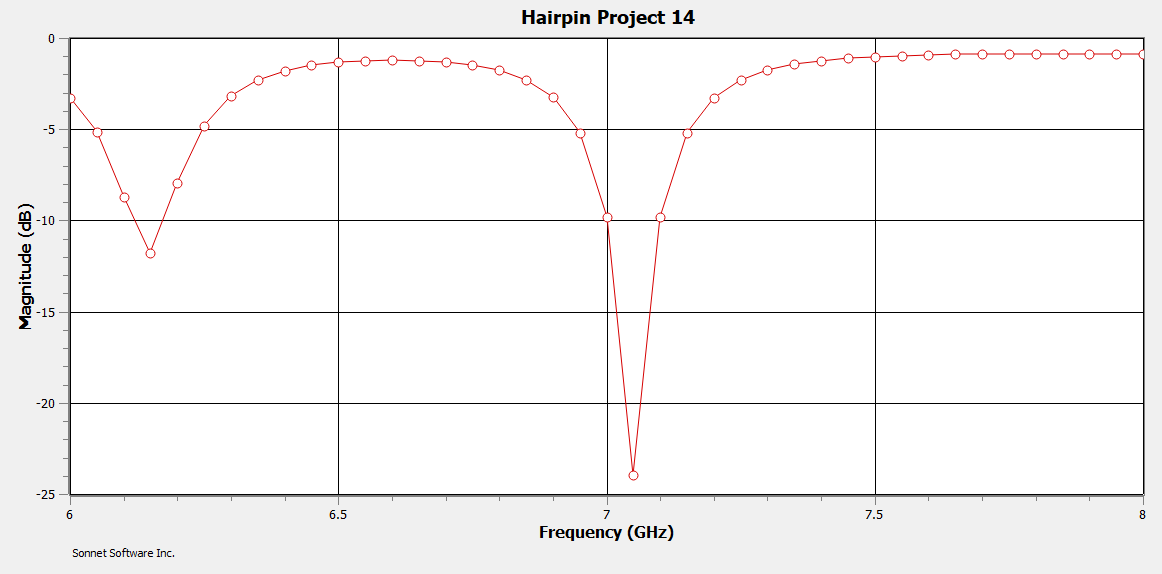 Hairpin Project 14
0
-5
-10
-15
-20
-25
Magnitude (dB)
6 6.5 7 7.5 8
Frequency (GHz)
Sonnet Software Inc.